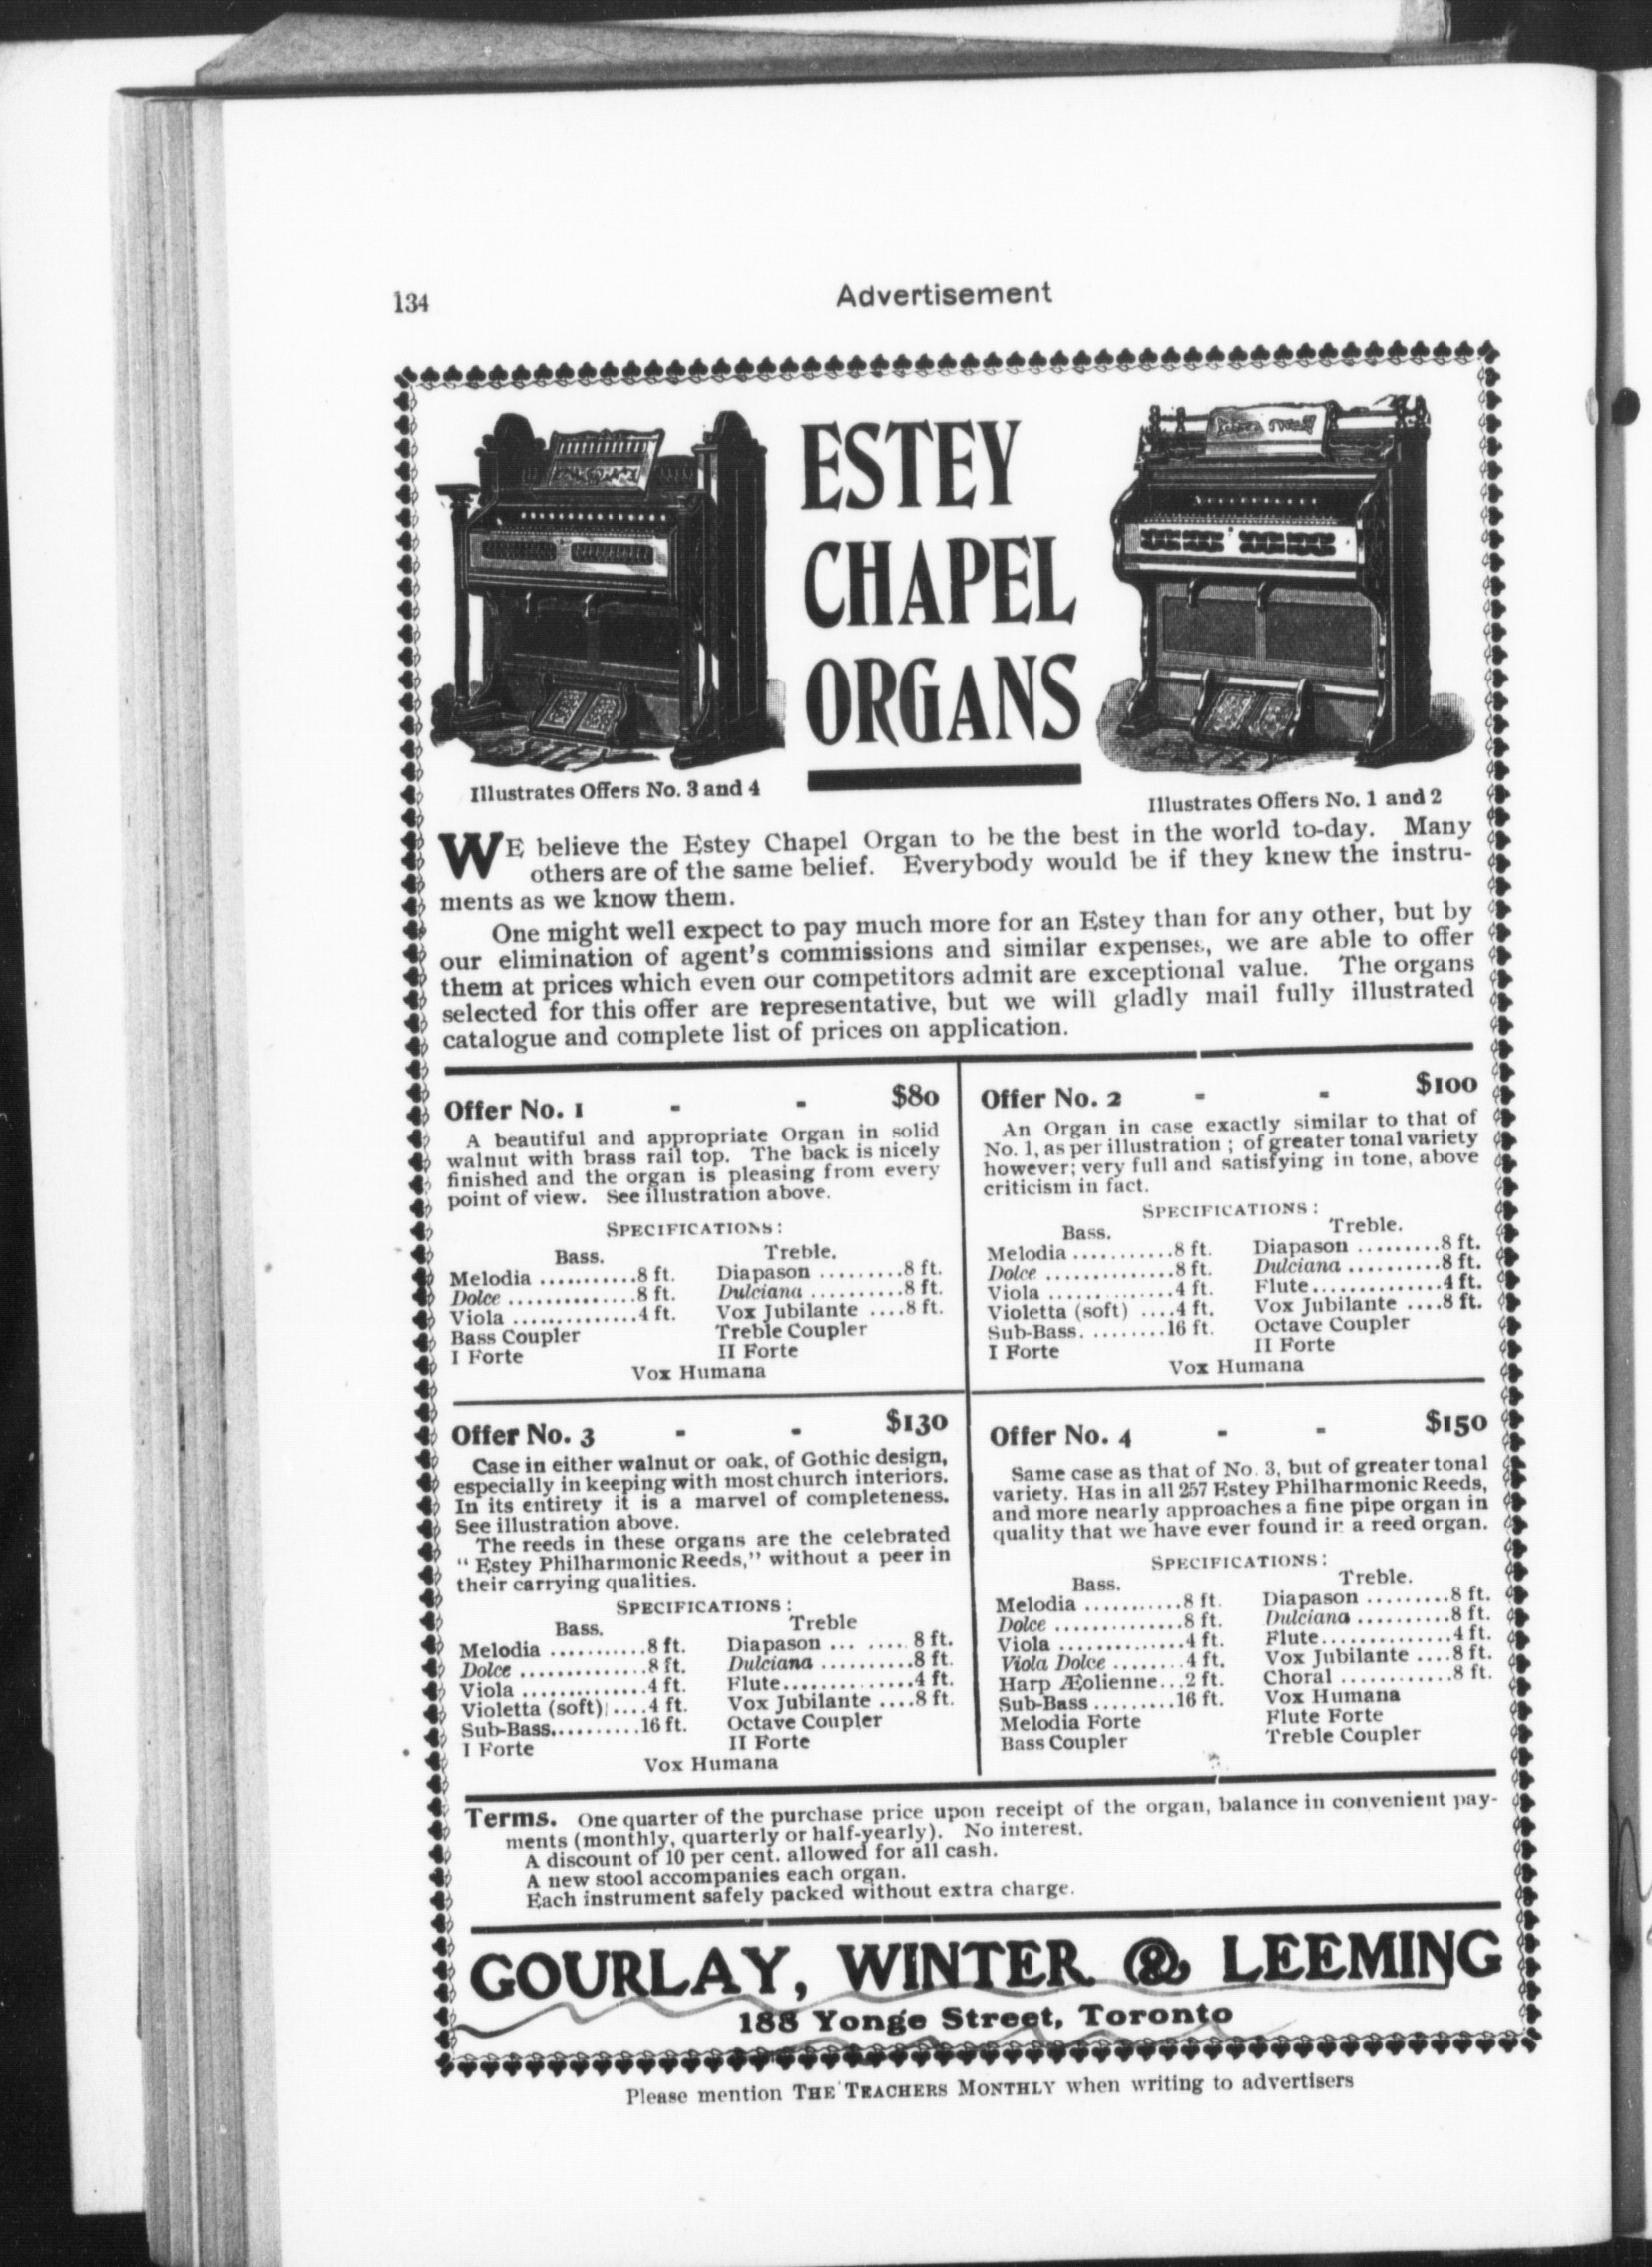 134
Advertisement
ESTEY
CHAPEL
ORGANS
Illustrates Offers No. 3 and 4
Illustrates Offers No. 1 and 2
WE believe the Estey Chapel Organ to be the best in the world to-day. Many
others are of the same belief. Everybody would be if they knew the instru-
ments as we know them.
One might well expect to pay much more for an Estey than for any other, but by
our elimination of agent's commissions and similar expenses, we are able to offer
them at prices which even our competitors admit are exceptional value. The organs
selected for this offer are representative, but we will gladly mail fully illustrated
catalogue and complete list of prices on application.
Offer No. 1 - - $80
A beautiful and appropriate Organ in solid
walnut with brass rail top. The back is nicely
finished and the organ is pleasing from every
point of view. See illustration above.
SPECIFICATIONS:
Bass. Treble.
Melodia ...........8 ft. Diapason .........8 ft.
Dolce ..............8 ft. Dulciana ..........8 ft.
Viola ..............4 ft. Vox Jubilante ....8 ft.
Bass Coupler Treble Coupler
I Forte II Forte
Vox Humana
Offer No. 2 - - $100
An Organ in case exactly similar to that of
No. 1, as per illustration ; of greater tonal variety
however; very full and satisfying in tone, above
criticism in fact.
SPECIFICATIONS :
Bass. Treble.
Melodia ...........8 ft. Diapason .........8 ft.
Dolce ..............8 ft. Dulciana ..........8 ft.
Viola ..............4 ft. Flute...............4 ft.
Violetta (soft) ....4 ft. Vox Jubilante ....8 ft.
Sub-Bass. .........16 ft. Octave Coupler
I Forte II Forte
Vox Humana
Offer No. 3 - - $130
Case in either walnut or oak, of Gothic design,
especially in keeping with most church interiors.
In its entirety it is a marvel of completeness.
See illustration above.
The reeds in these organs are the celebrated
" Estey Philharmonic Reeds," without a peer in
their carrying qualities.
SPECIFICATIONS :
Bass. Treble
Melodia ...........8 ft. Diapason ... ..... 8 ft.
Dolce ..............8 ft. Dulciana ..........8 ft.
Viola ..............4 ft. Flute...............4 ft.
Violetta (soft) ....4 ft. Vox Jubilante ....8 ft.
Sub-Bass..........16 ft. Octave Coupler
I Forte II Forte
Vox Humana
Offer No. 4 - - $150
Same case as that of No. 3, but of greater tonal
variety. Has in all 257 Estey Philharmonic Reeds,
and more nearly approaches a fine pipe organ in
quality that we have ever found in a reed organ.
SPECIFICATIONS:
Bass. Treble.
Melodia ...........8 ft. Diapason .........8 ft.
Dolce ..............8 ft. Dulciana ..........8 ft.
Viola ..............4 ft. Flute...............4 ft.
Viola Dolce ........4 ft. Vox Jubilante ....8 ft.
Harp Æolienne...2 ft. Choral ............8 ft.
Sub-Bass .........16 ft. Vox Humana
Melodia Forte Flute Forte
Bass Coupler Treble Coupler
Terms. One quarter of the purchase price upon receipt of the organ, balance in convenient pay-
ments (monthly, quarterly or half-yearly). No interest.
A discount of 10 per cent. allowed for all cash.
A new stool accompanies each organ.
Each instrument safely packed without extra charge.
GOURLAY, WINTER & LEEMING
188 Yonge Street, Toronto
Please mention THE TEACHERS MONTHLY when writing to advertisers